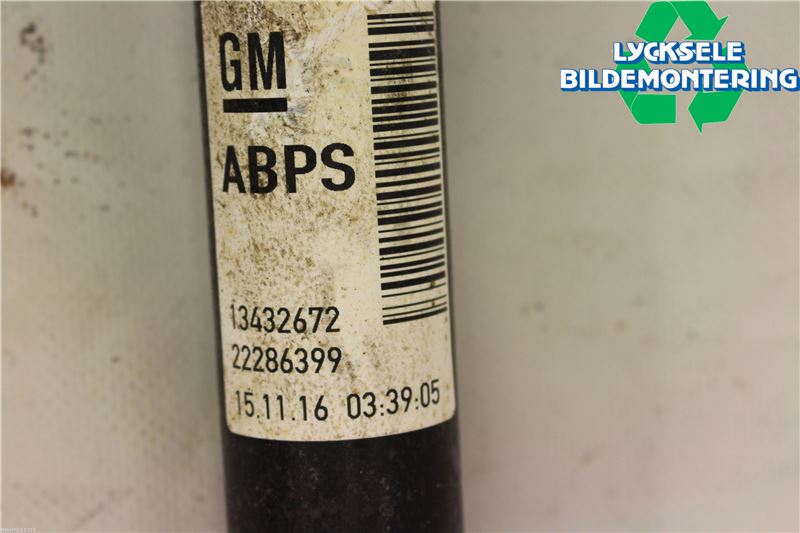 GM
ABPS
13432672
22286399
15.11.16 03:39:05
LYCKSELE
BILDEMONTERING